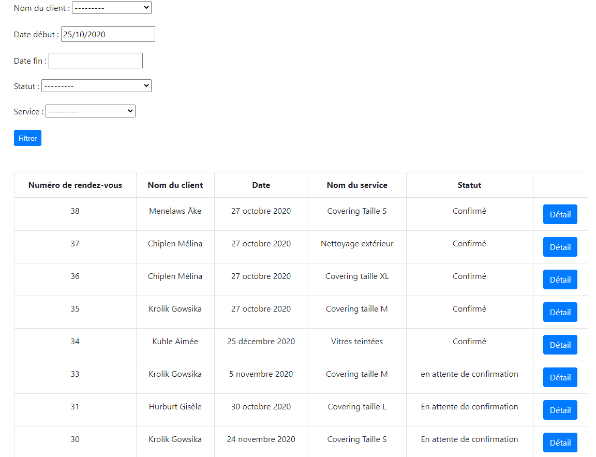 Nom du client : ---------
Date début : 25/10/2020
Date fin :
Statut : ---------
Service : ---------
Filtrer
Numéro de rendez-vous Nom du client Date Nom du service Statut
38 Menelaws Åke 27 octobre 2020 Covering Taille S Confirmé Détail
37 Chiplen Mélina 27 octobre 2020 Nettoyage extérieur Confirmé Détail
36 Chiplen Mélina 27 octobre 2020 Covering taille XL Confirmé Détail
35 Krolik Gowsika 27 octobre 2020 Covering taille M Confirmé Détail
34 Kuhle Aimée 25 décembre 2020 Vitres teintées Confirmé Détail
33 Krolik Gowsika 5 novembre 2020 Covering taille M en attente de confirmation Détail
31 Hurburt Gisèle 30 octobre 2020 Covering taille L En attente de confirmation Détail
30 Krolik Gowsika 24 novembre 2020 Covering Taille S En attente de confirmation Détail